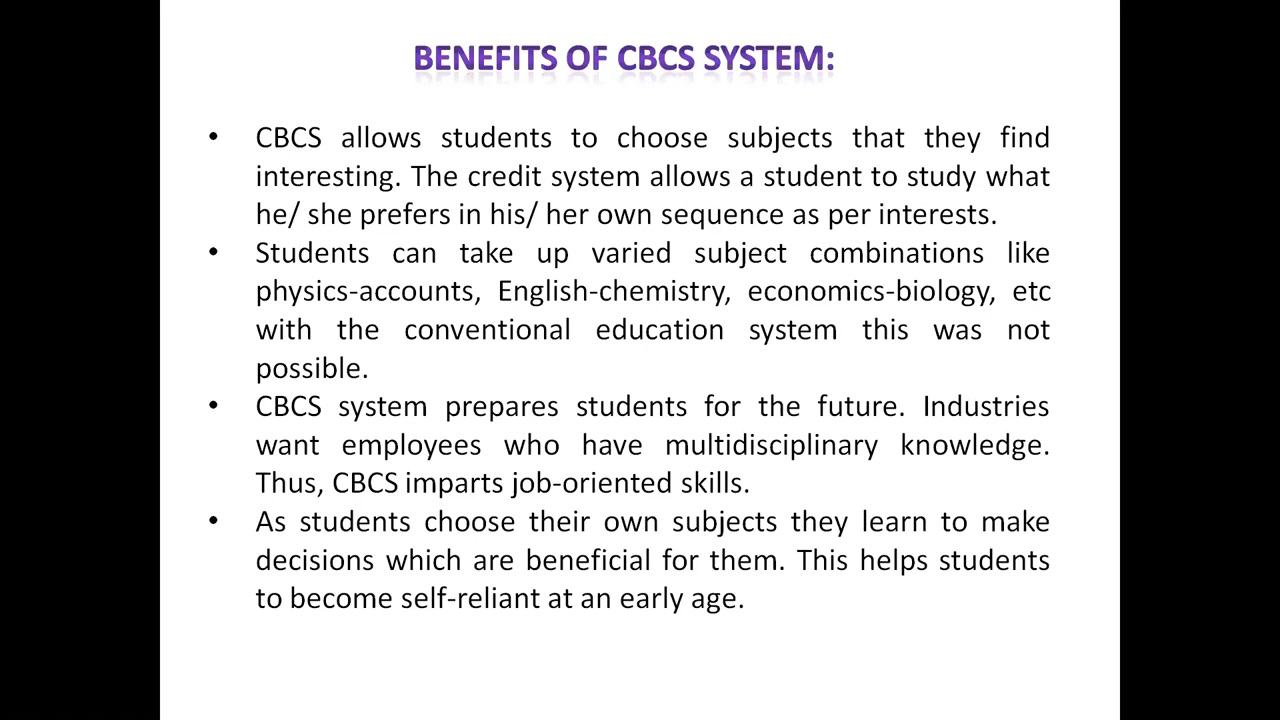 BENEFITS OF CBCS SYSTEM:
• CBCS allows students to choose subjects that they find
interesting. The credit system allows a student to study what
he/ she prefers in his/ her own sequence as per interests.
• Students can take up varied subject combinations like
physics-accounts, English-chemistry, economics-biology, etc
with the conventional education system this was not
possible.
• CBCS system prepares students for the future. Industries
want employees who have multidisciplinary knowledge.
Thus, CBCS imparts job-oriented skills.
• As students choose their own subjects they learn to make
decisions which are beneficial for them. This helps students
to become self-reliant at an early age.